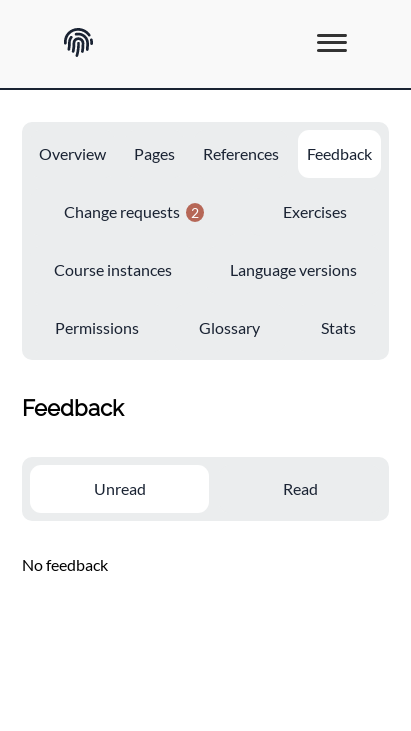 Overview Pages References Feedback
Change requests 2 Exercises
Course instances Language versions
Permissions Glossary Stats
Feedback
Unread Read
No feedback